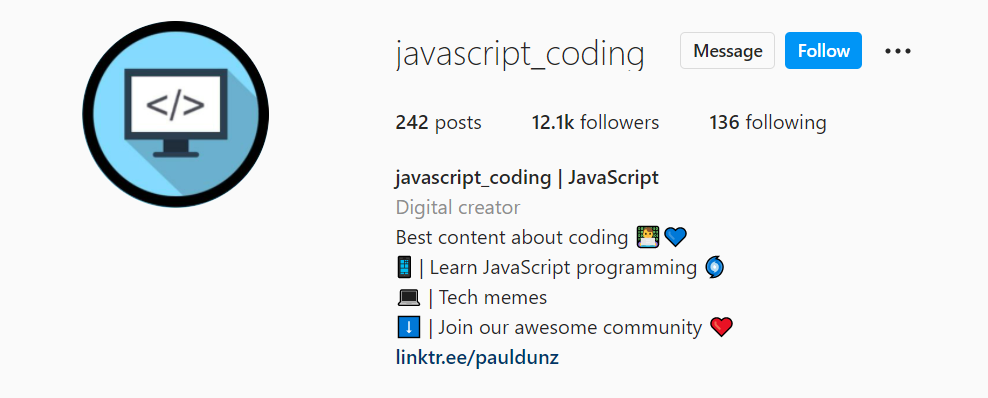 </>
javascript_coding Message Follow •••
242 posts 12.1k followers 136 following
javascript_coding | JavaScript
Digital creator
Best content about coding 👨‍💻💙
📱 | Learn JavaScript programming 🌀
💻 | Tech memes
⬇️ | Join our awesome community ❤️
linktr.ee/pauldunz